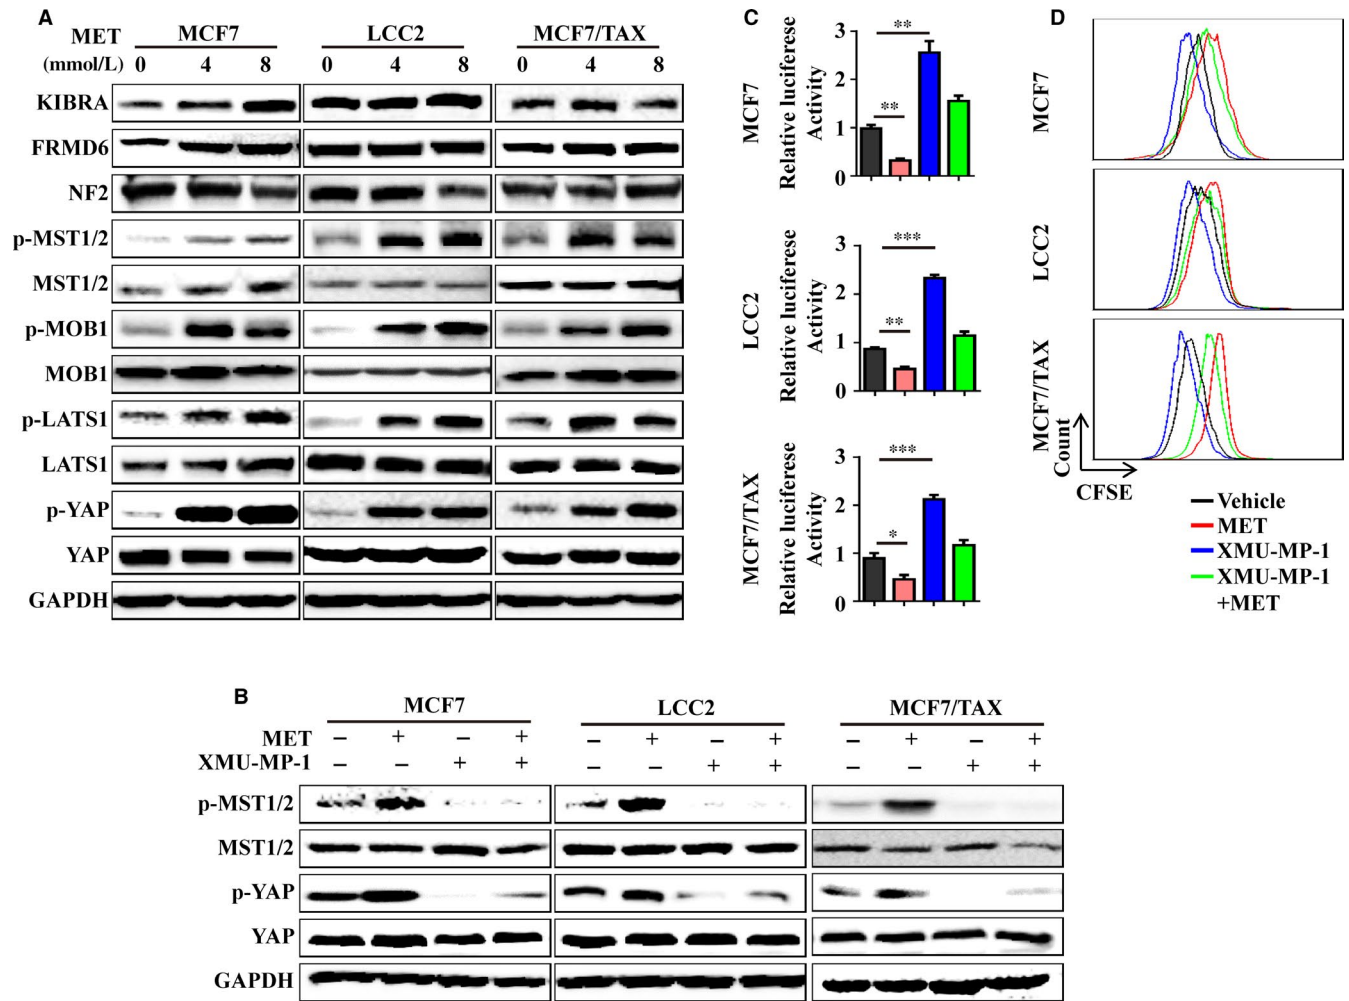 A
MET MCF7 LCC2 MCF7/TAX
(mmol/L) 0 4 8 0 4 8 0 4 8
KIBRA
FRMD6
NF2
p-MST1/2
MST1/2
p-MOB1
MOB1
p-LATS1
LATS1
p-YAP
YAP
GAPDH
C
MCF7
Relative luciferese
Activity
3
2
1
0
**
**
LCC2
Relative luciferese
Activity
3
2
1
0
***
**
MCF7/TAX
Relative luciferese
Activity
3
2
1
0
***
*
D
MCF7
LCC2
MCF7/TAX
Count
CFSE
Vehicle
MET
XMU-MP-1
XMU-MP-1
+MET
B
MCF7 LCC2 MCF7/TAX
MET – + – + – + – + – + – +
XMU-MP-1 – – + + – – + + – – + +
p-MST1/2
MST1/2
p-YAP
YAP
GAPDH